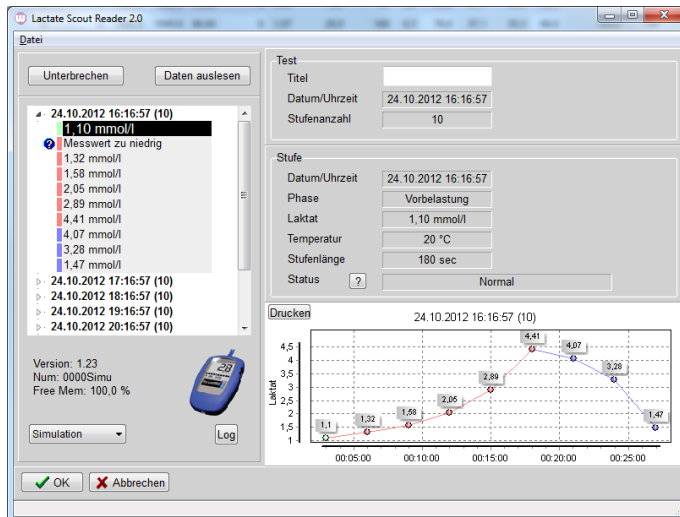 Lactate Scout Reader 2.0
Datei
Unterbrechen
Daten auslesen
24.10.2012 16:16:57 (10)
1,10 mmol/l
Messwert zu niedrig
1,32 mmol/l
1,58 mmol/l
2,05 mmol/l
2,89 mmol/l
4,41 mmol/l
4,07 mmol/l
3,28 mmol/l
1,47 mmol/l
24.10.2012 17:16:57 (10)
24.10.2012 18:16:57 (10)
24.10.2012 19:16:57 (10)
24.10.2012 20:16:57 (10)
Version: 1.23
Num: 0000Simu
Free Mem: 100,0 %
28
Simulation
Log
Test
Titel
Datum/Uhrzeit 24.10.2012 16:16:57
Stufenanzahl 10
Stufe
Datum/Uhrzeit 24.10.2012 16:16:57
Phase Vorbelastung
Laktat 1,10 mmol/l
Temperatur 20 °C
Stufenlänge 180 sec
Status ? Normal
Drucken
24.10.2012 16:16:57 (10)
Laktat
4,5
4
3,5
3
2,5
2
1,5
1
1,1
1,32
1,58
2,05
2,89
4,41
4,07
3,28
1,47
00:05:00 00:10:00 00:15:00 00:20:00 00:25:00
OK
Abbrechen